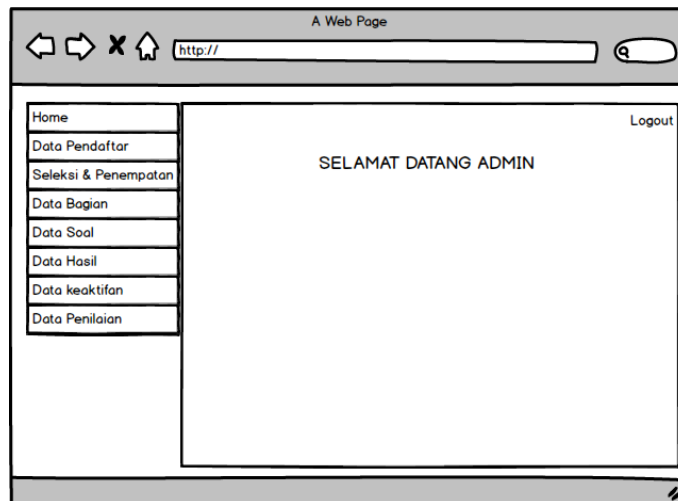 A Web Page
http://
Home
Data Pendaftar
Seleksi & Penempatan
Data Bagian
Data Soal
Data Hasil
Data keaktifan
Data Penilaian
Logout
SELAMAT DATANG ADMIN